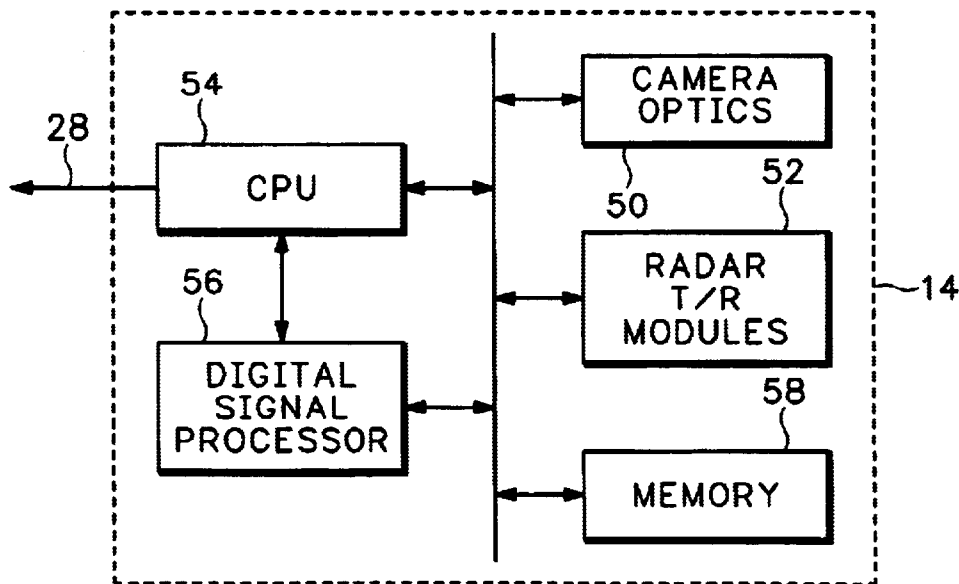 54
28
CPU
56
DIGITAL
SIGNAL
PROCESSOR
CAMERA
OPTICS
50
52
RADAR
T/R
MODULES
14
58
MEMORY